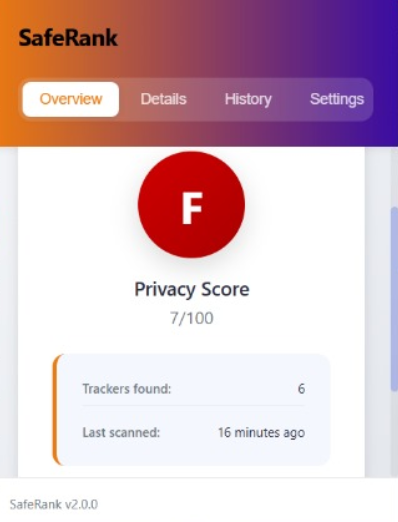 SafeRank
Overview Details History Settings
F
Privacy Score
7/100
Trackers found: 6
Last scanned: 16 minutes ago
SafeRank v2.0.0